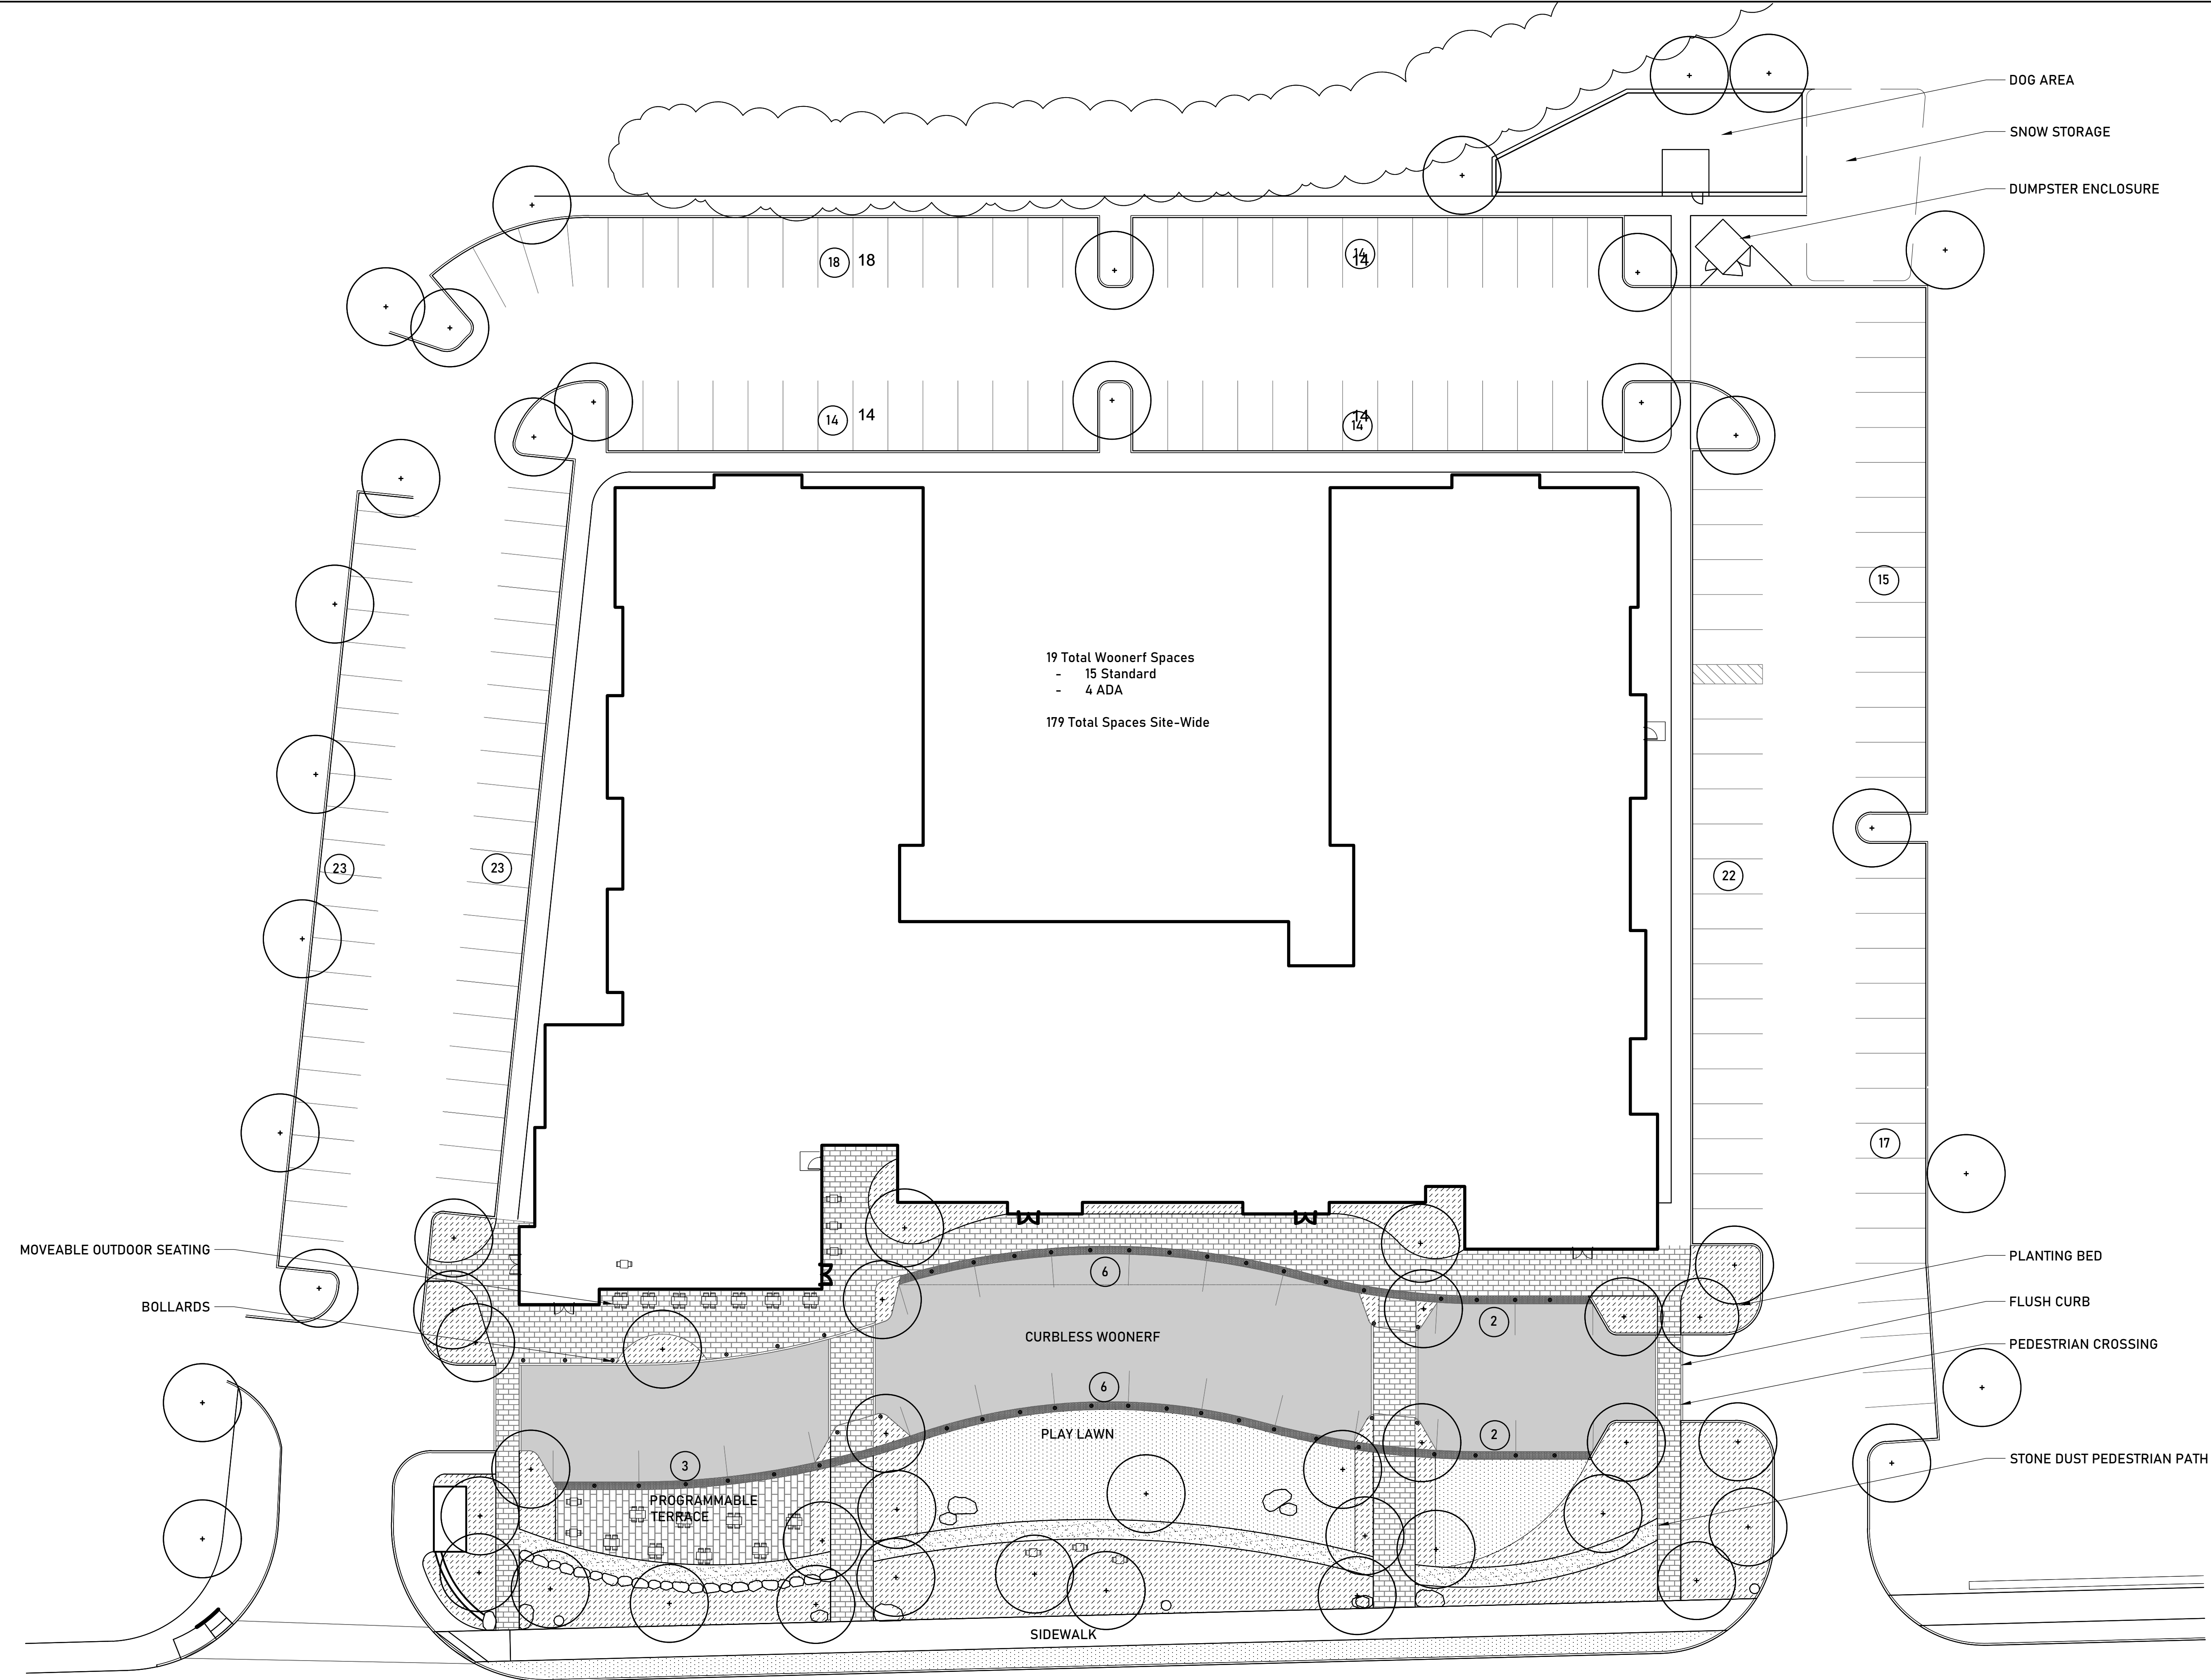 DOG AREA
SNOW STORAGE
DUMPSTER ENCLOSURE
18 18
14 14
14 14
14 14
15
19 Total Woonerf Spaces
- 15 Standard
- 4 ADA
179 Total Spaces Site-Wide
23
23
22
17
MOVEABLE OUTDOOR SEATING
BOLLARDS
PLANTING BED
FLUSH CURB
PEDESTRIAN CROSSING
STONE DUST PEDESTRIAN PATH
6
2
CURBLESS WOONERF
6
2
PLAY LAWN
3
PROGRAMMABLE
TERRACE
SIDEWALK